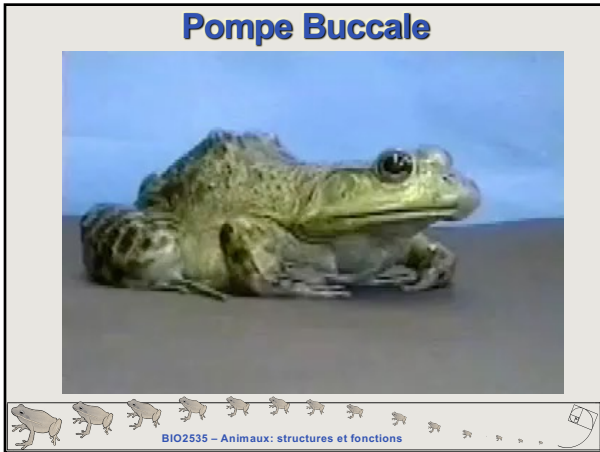 Pompe Buccale
BIO2535 – Animaux: structures et fonctions